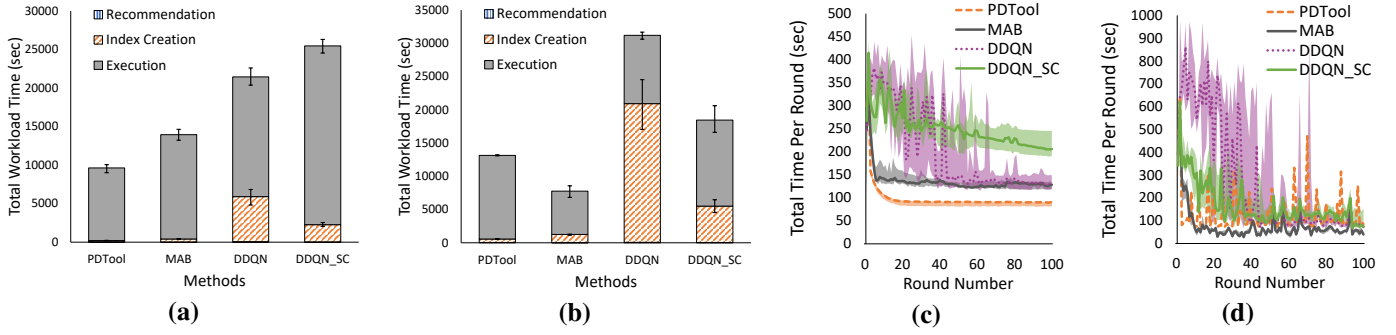 Total Workload Time (sec)
30000
25000
20000
15000
10000
5000
0
Recommendation
Index Creation
Execution
PDTool
MAB
DDQN
DDQN_SC
Methods
(a)
Total Workload Time (sec)
35000
30000
25000
20000
15000
10000
5000
0
Recommendation
Index Creation
Execution
PDTool
MAB
DDQN
DDQN_SC
Methods
(b)
Total Time Per Round (sec)
500
450
400
350
300
250
200
150
100
50
0
PDTool
MAB
DDQN
DDQN_SC
0 20 40 60 80 100
Round Number
(c)
Total Time Per Round (sec)
1000
900
800
700
600
500
400
300
200
100
0
PDTool
MAB
DDQN
DDQN_SC
0 20 40 60 80 100
Round Number
(d)